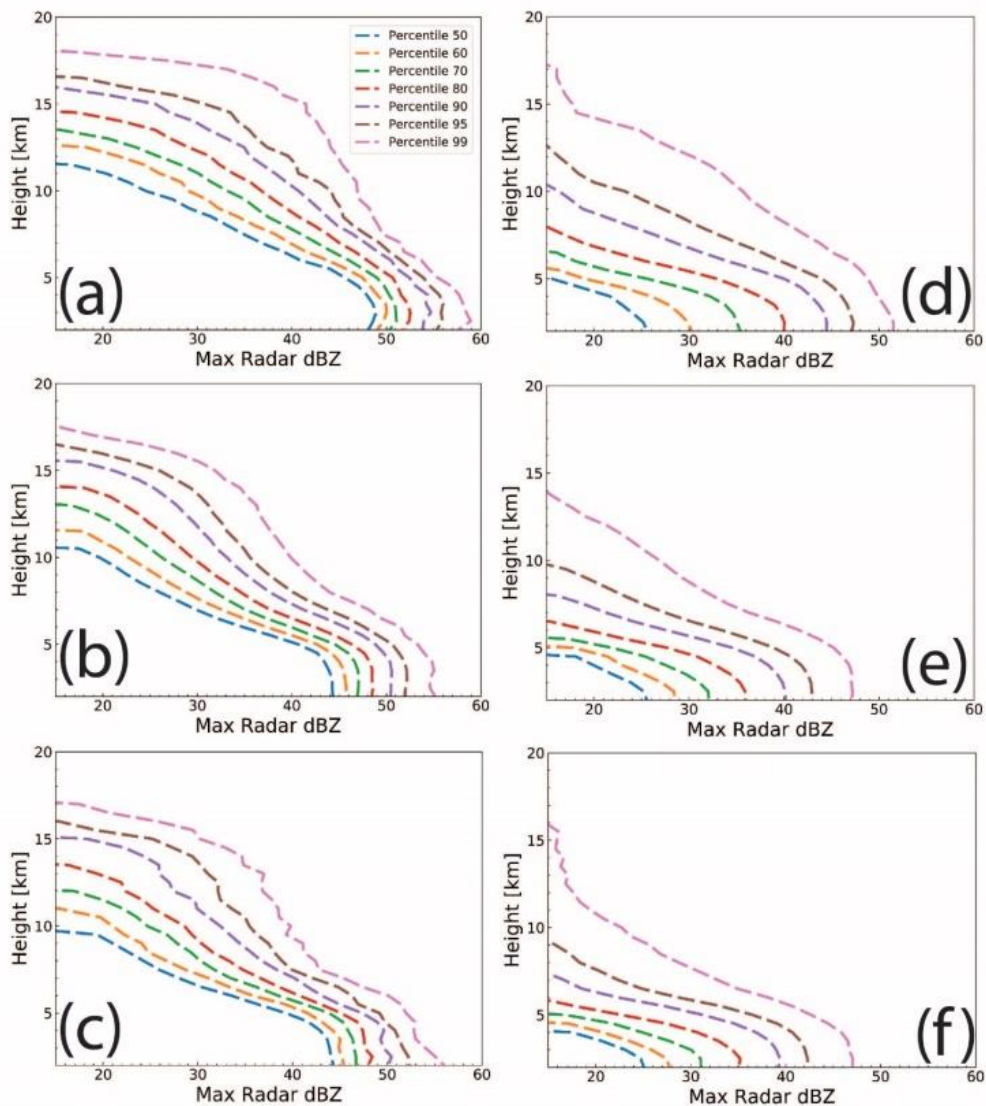 20
15
10
5
Height [km]
20 30 40 50 60
Max Radar dBZ
Percentile 50
Percentile 60
Percentile 70
Percentile 80
Percentile 90
Percentile 95
Percentile 99
(a)
20
15
10
5
Height [km]
20 30 40 50 60
Max Radar dBZ
(d)
20
15
10
5
Height [km]
20 30 40 50 60
Max Radar dBZ
(b)
20
15
10
5
Height [km]
20 30 40 50 60
Max Radar dBZ
(e)
20
15
10
5
Height [km]
20 30 40 50 60
Max Radar dBZ
(c)
20
15
10
5
Height [km]
20 30 40 50 60
Max Radar dBZ
(f)